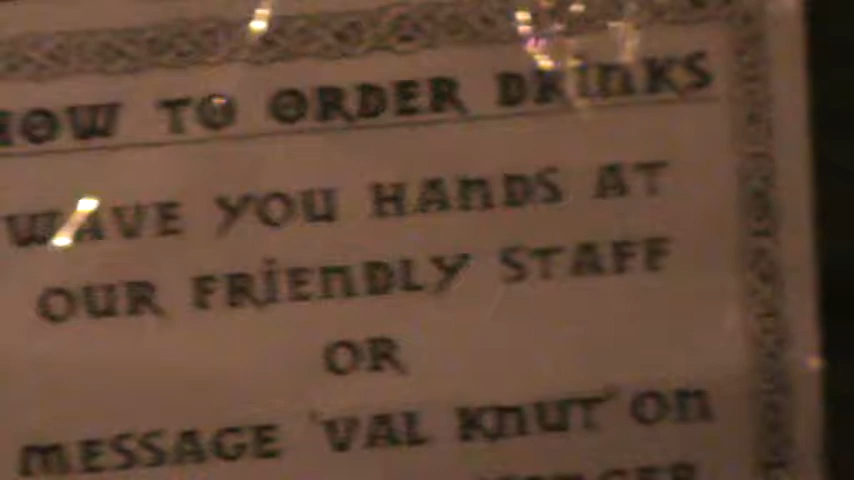 HOW TO ORDER DRINKS
WAVE YOU HANDS AT
OUR FRIENDLY STAFF
OR
MESSAGE 'VAL KNUT' ON